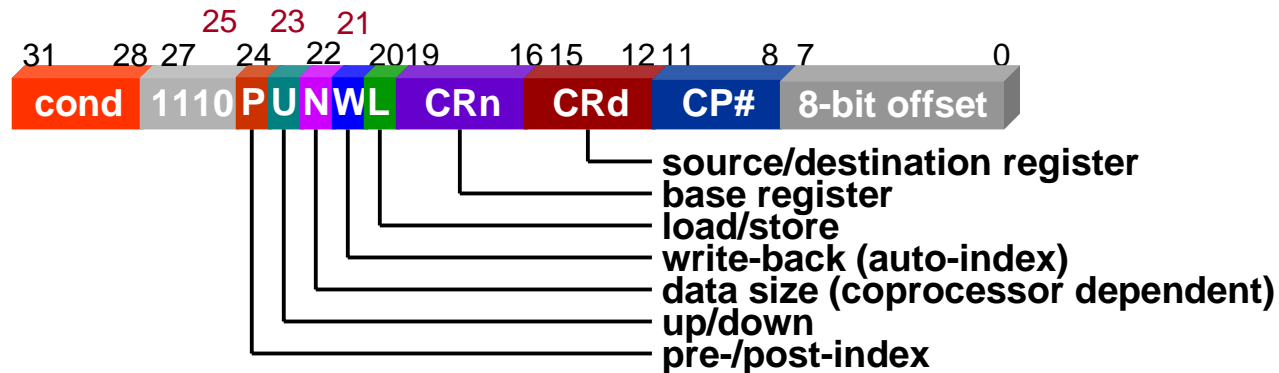 25 23 21
31 28 27 24 22 20 19 16 15 12 11 8 7 0
cond 1110 P U N W L CRn CRd CP# 8-bit offset
source/destination register
base register
load/store
write-back (auto-index)
data size (coprocessor dependent)
up/down
pre-/post-index